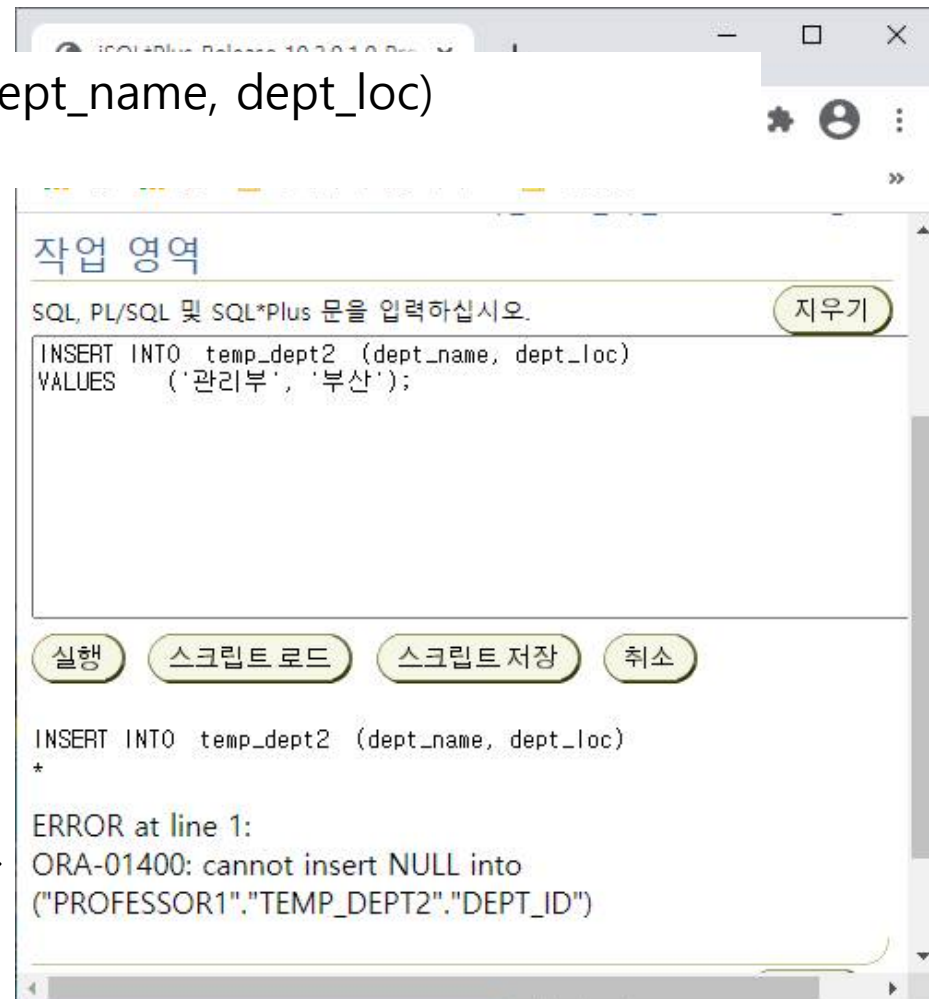 ept_name, dept_loc)
작업 영역
SQL, PL/SQL 및 SQL*Plus 문을 입력하십시오.
지우기
INSERT INTO temp_dept2 (dept_name, dept_loc)
VALUES ('관리부', '부산');
실행 스크립트 로드 스크립트 저장 취소
INSERT INTO temp_dept2 (dept_name, dept_loc)
*
ERROR at line 1:
ORA-01400: cannot insert NULL into
("PROFESSOR1"."TEMP_DEPT2"."DEPT_ID")